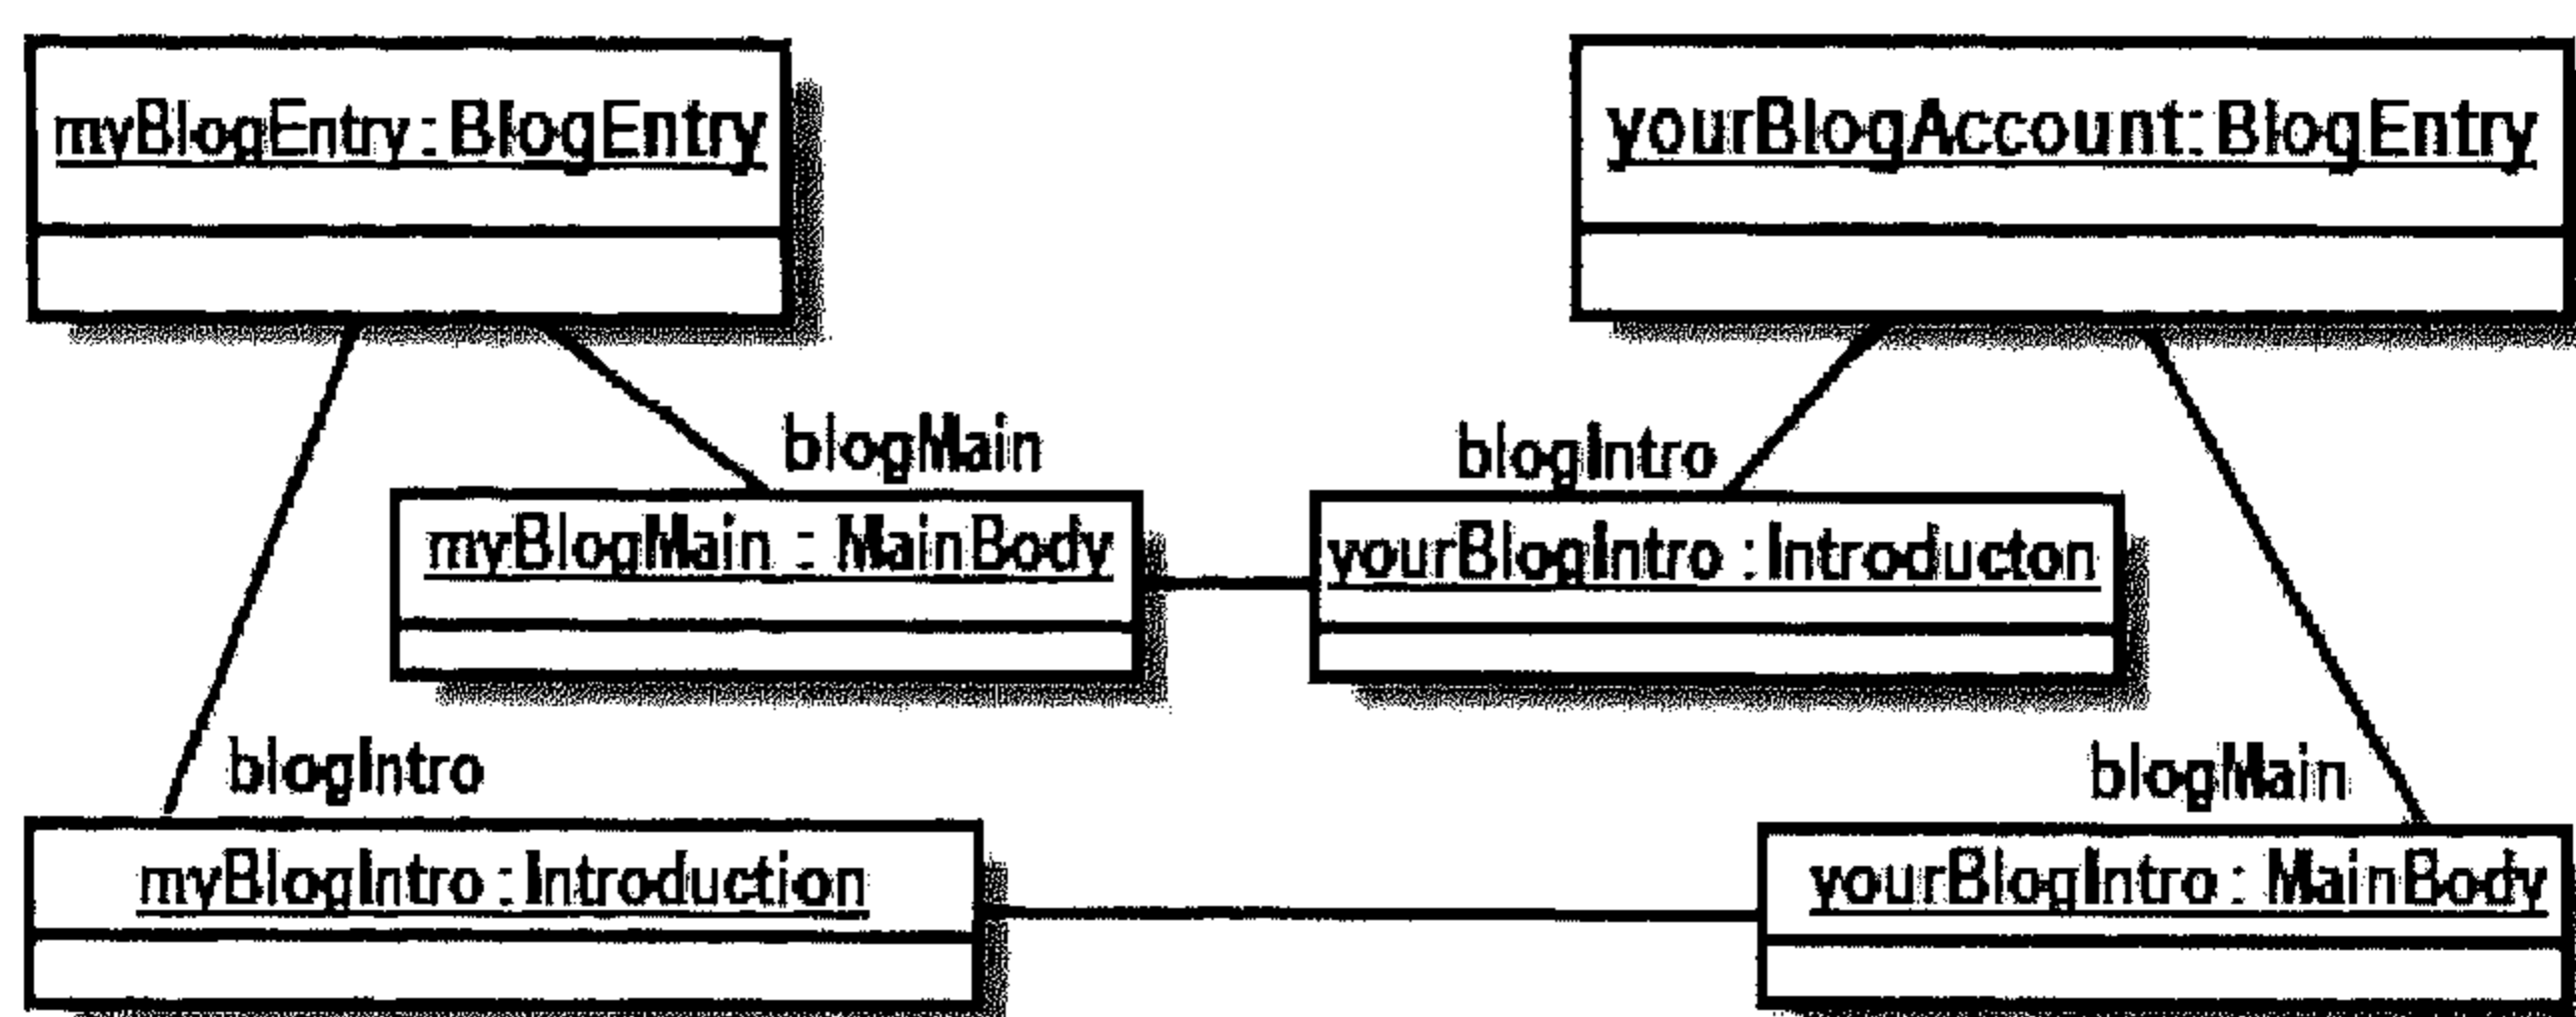 myBlogEntry:BlogEntry
yourBlogAccount:BlogEntry
blogMain
blogIntro
myBlogMain : MainBody
yourBlogIntro :Introducton
blogIntro
blogMain
myBlogIntro :Introduction
yourBlogIntro : MainBody